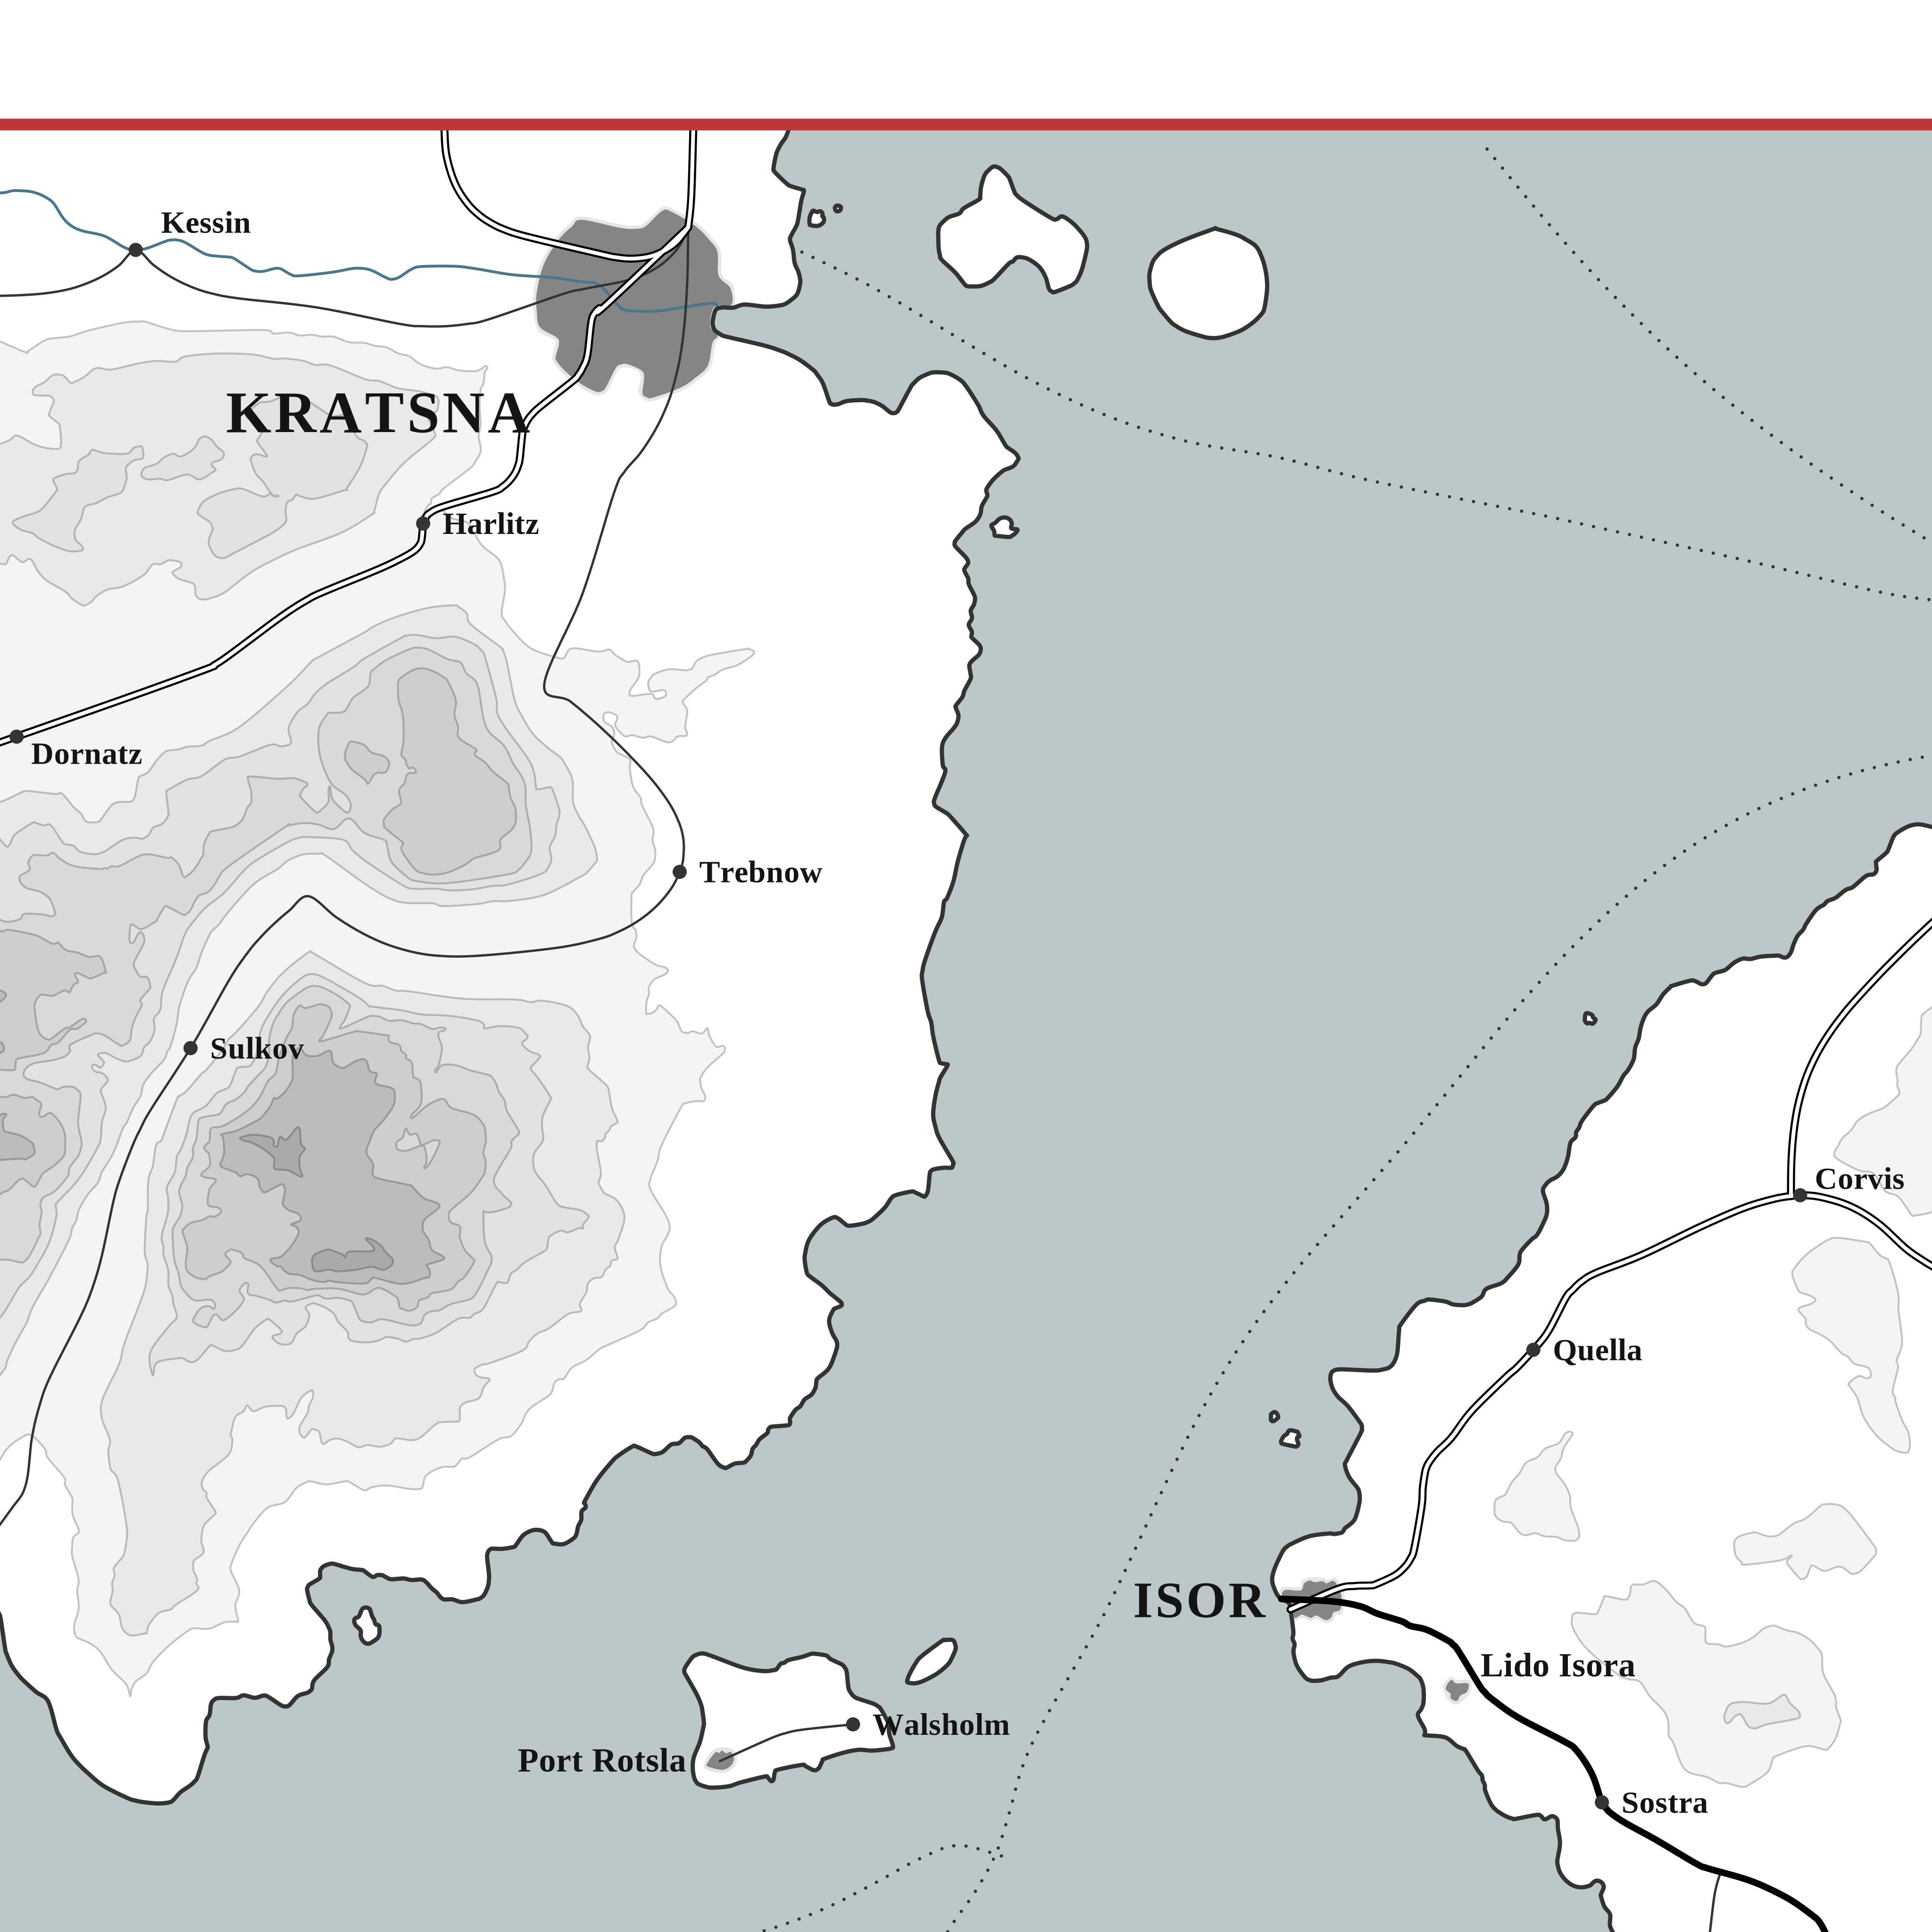 Kessin
KRATSNA
Harlitz
Dornatz
Trebnow
Sulkov
Corvis
Quella
ISOR
Lido Isora
Walsholm
Port Rotsla
Sostra